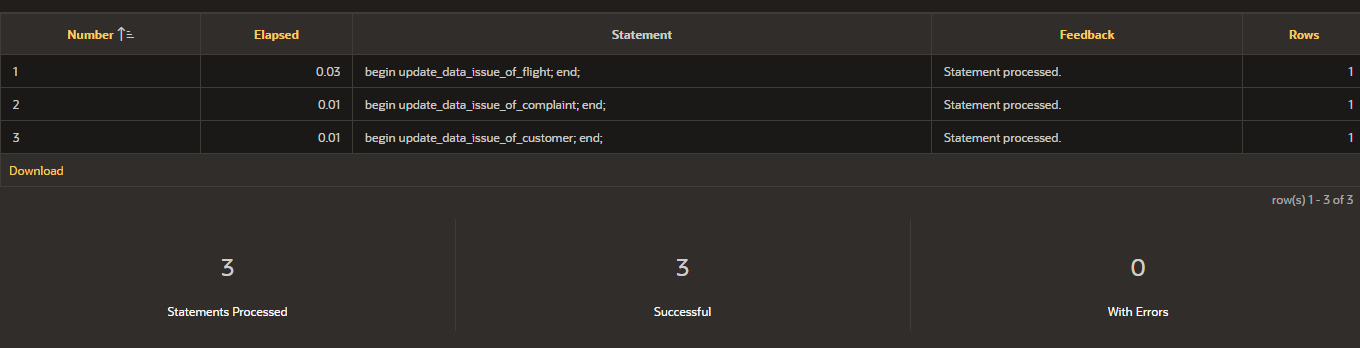 Number Elapsed Statement Feedback Rows
1 0.03 begin update_data_issue_of_flight; end; Statement processed. 1
2 0.01 begin update_data_issue_of_complaint; end; Statement processed. 1
3 0.01 begin update_data_issue_of_customer; end; Statement processed. 1
Download
row(s) 1 - 3 of 3
3 3 0
Statements Processed Successful With Errors